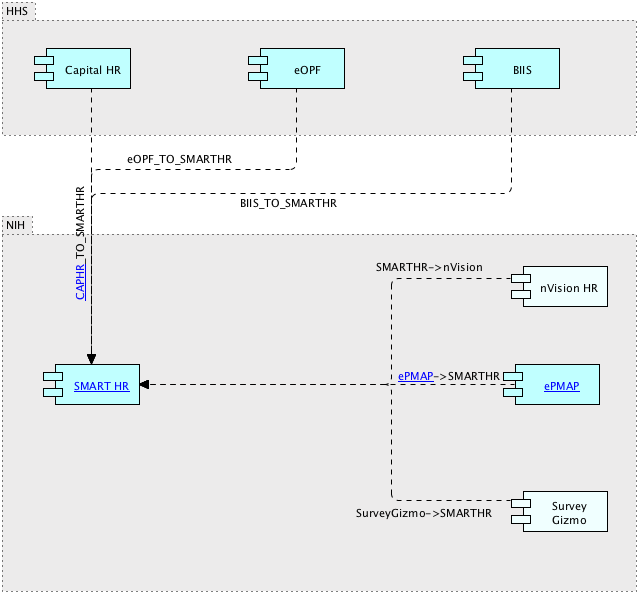 HHS
Capital HR
eOPF
BIIS
eOPF_TO_SMARTHR
BIIS_TO_SMARTHR
CAPHR_TO_SMARTHR
NIH
SMARTHR->nVision
nVision HR
ePMAP->SMARTHR
SMART HR
ePMAP
SurveyGizmo->SMARTHR
Survey
Gizmo